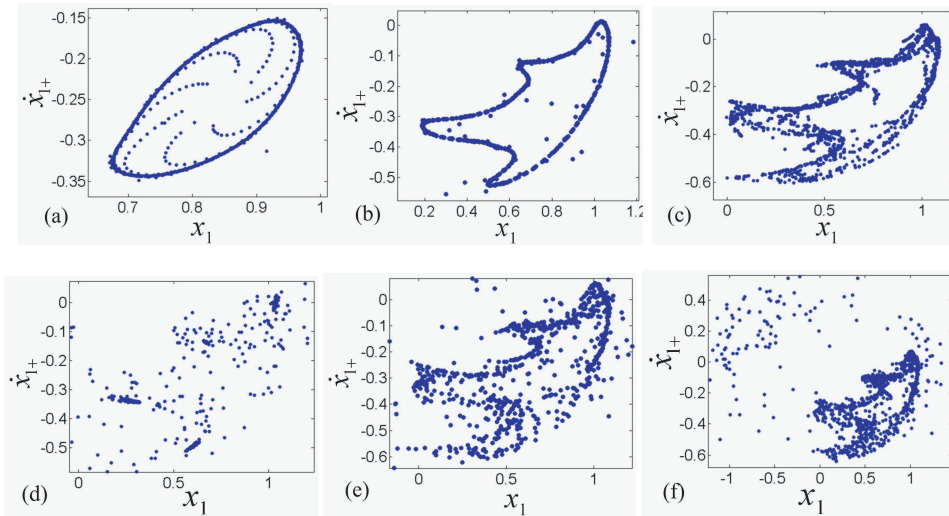 -0.15
-0.2
-0.25
-0.3
-0.35
ẋ₁₊
0.7 0.8 0.9 1
(a)
x₁
0
-0.1
-0.2
-0.3
-0.4
-0.5
ẋ₁₊
0.2 0.4 0.6 0.8 1 1.2
(b)
x₁
0
-0.2
-0.4
-0.6
ẋ₁₊
0 0.5 1
(c)
x₁
0
-0.1
-0.2
-0.3
-0.4
-0.5
ẋ₁₊
0 0.5 1
(d)
x₁
0
-0.1
-0.2
-0.3
-0.4
-0.5
-0.6
ẋ₁₊
0 0.5 1
(e)
x₁
0.4
0.2
0
-0.2
-0.4
-0.6
ẋ₁₊
-1 -0.5 0 0.5 1
(f)
x₁